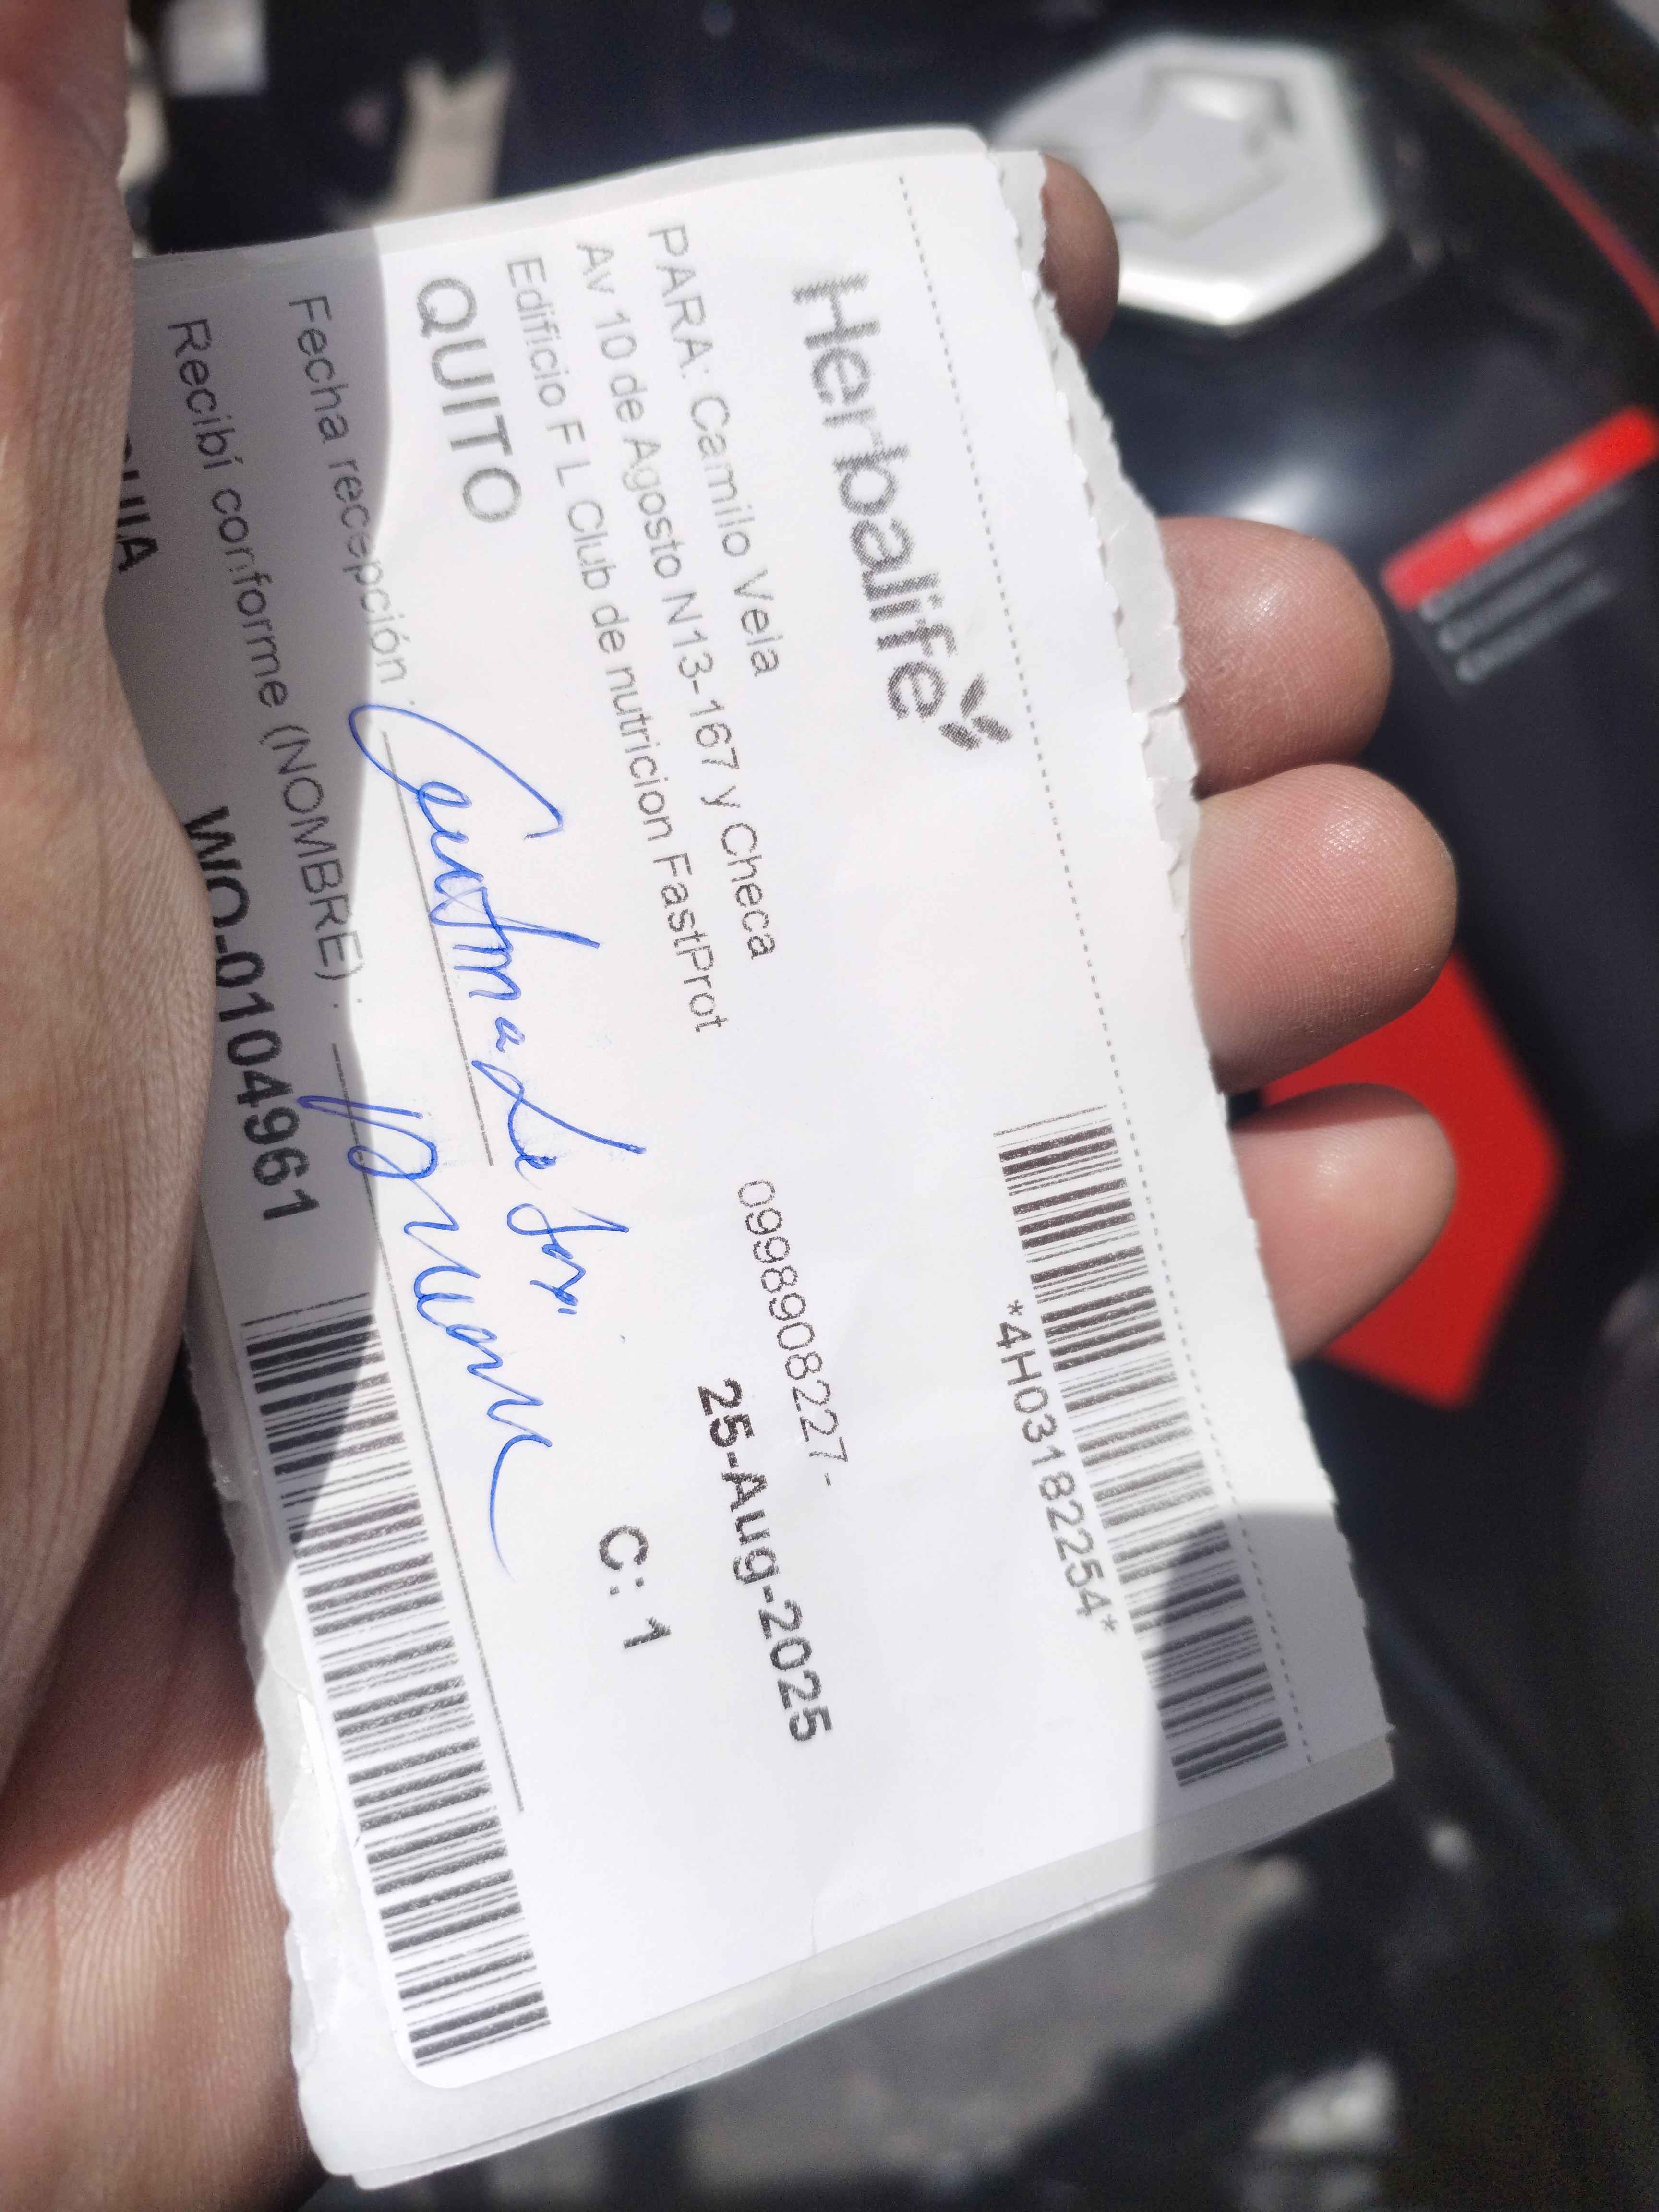 Herbalife
*4H03182254*
PARA: Camilo Vela
0998908227-
Av 10 de Agosto N13-167 y Checa
Edificio F L Club de nutricion FastProt
25-Aug-2025
QUITO
C: 1
Fecha recepción :
Recibí conforme (NOMBRE) :
WO-0104961